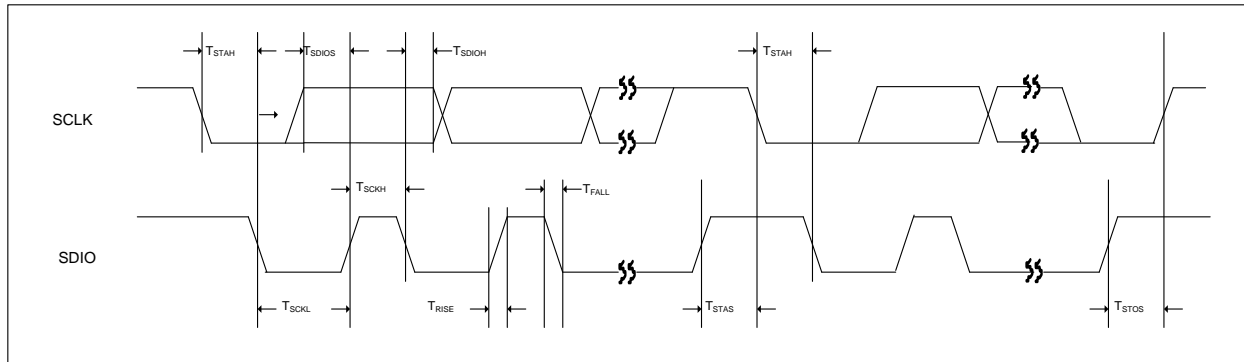 TSTAH TSDIOS TSDIOH TSTAH
SCLK
TSCKH TFALL
SDIO
TSCKL TRISE TSTAS TSTOS